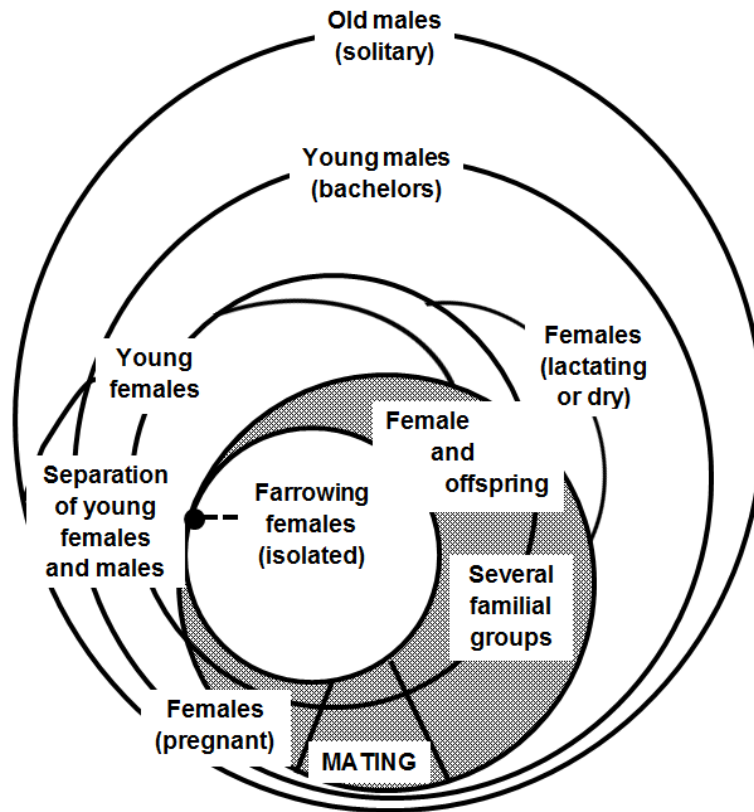 Old males
(solitary)
Young males
(bachelors)
Young
females
Females
(lactating
or dry)
Female
and
offspring
Separation
of young
females
and males
Farrowing
females
(isolated)
Several
familial
groups
Females
(pregnant)
MATING